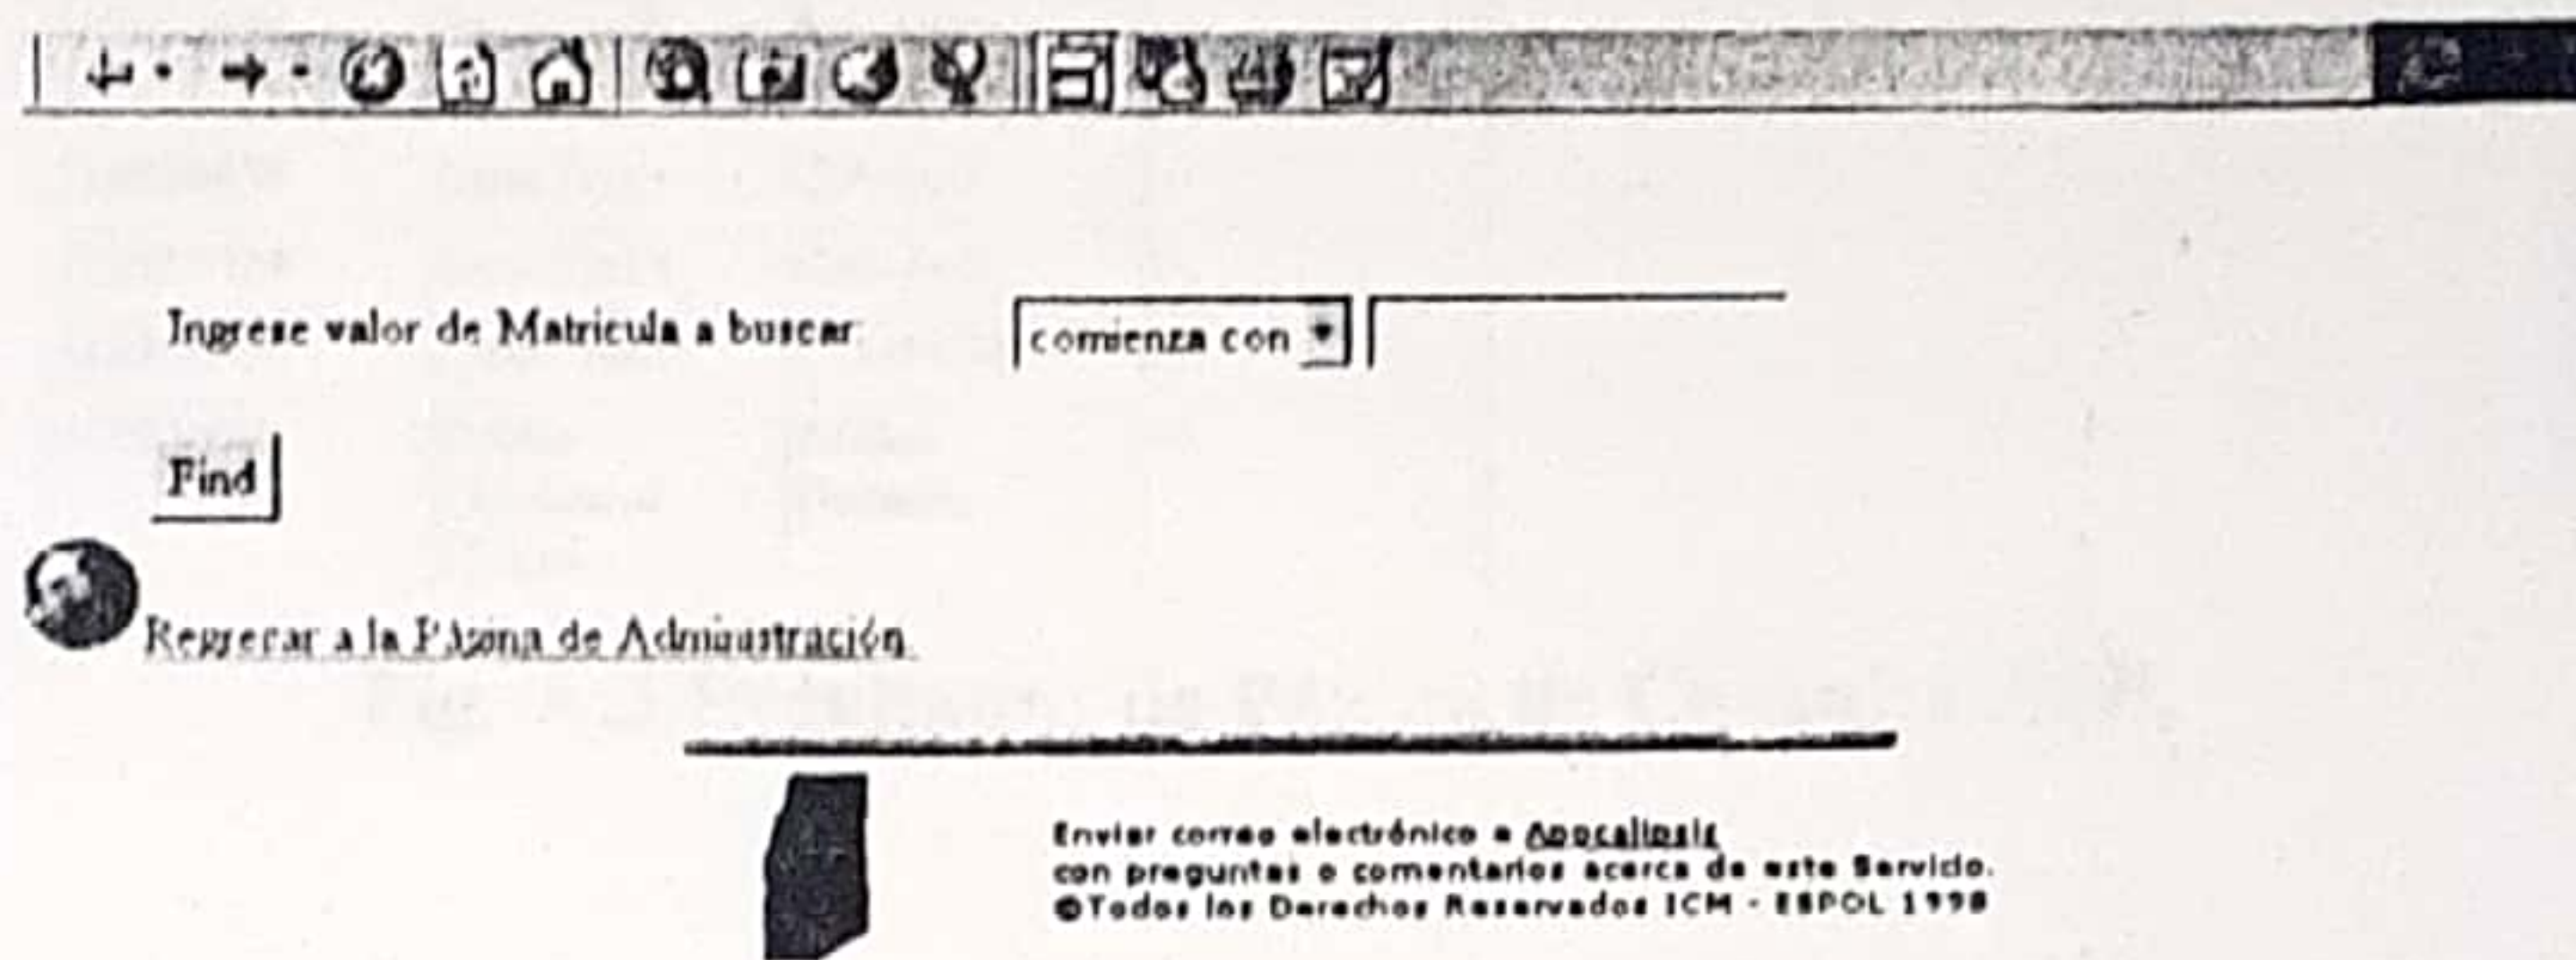 Ingrese valor de Matricula a buscar:
comienza con
Find
Regresar a la Página de Administración.
Enviar correo electrónico a Apocalipsis
con preguntas o comentarios acerca de este Servicio.
©Todos los Derechos Reservados ICM - ESPOL 1998